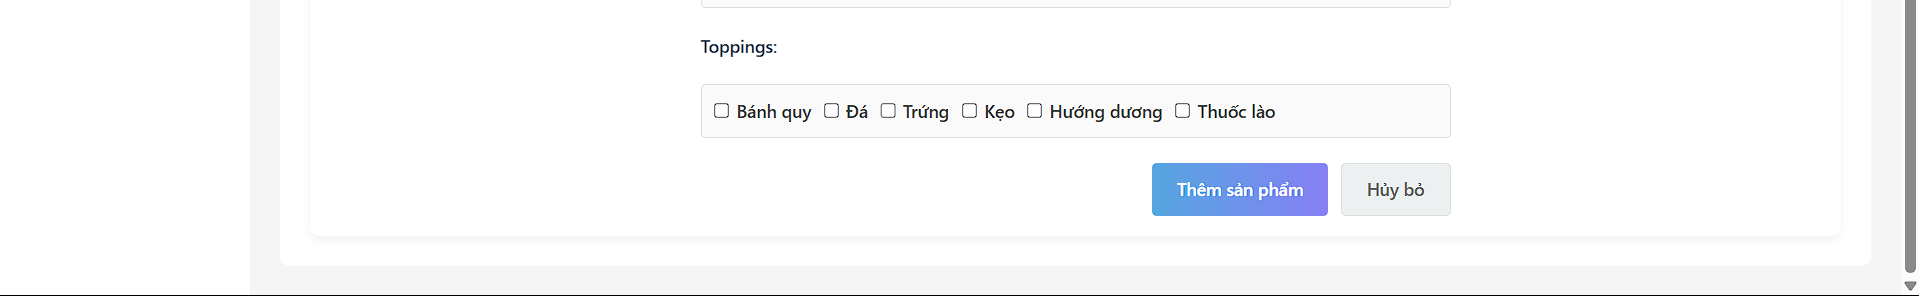 Toppings:
Bánh quy Đá Trứng Kẹo Hướng dương Thuốc lào
Thêm sản phẩm Hủy bỏ